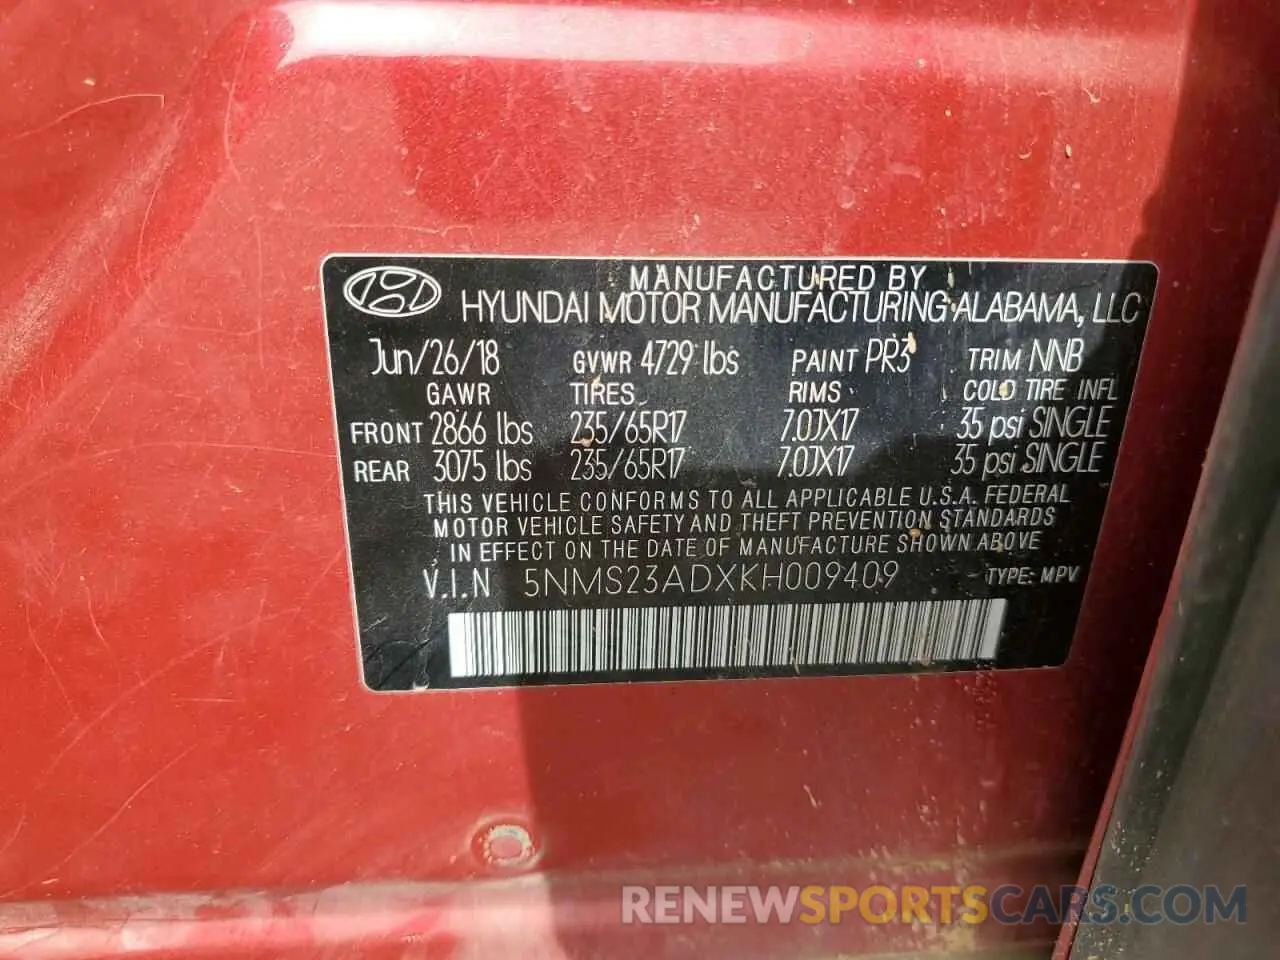 MANUFACTURED BY
HYUNDAI MOTOR MANUFACTURING ALABAMA, LLC
Jun/26/18 GVWR 4729 lbs PAINT PR3 TRIM NNB
GAWR TIRES RIMS COLD TIRE INFL
FRONT 2866 lbs 235/65R17 7.0JX17 35 psi SINGLE
REAR 3075 lbs 235/65R17 7.0JX17 35 psi SINGLE
THIS VEHICLE CONFORMS TO ALL APPLICABLE U.S.A. FEDERAL
MOTOR VEHICLE SAFETY AND THEFT PREVENTION STANDARDS
IN EFFECT ON THE DATE OF MANUFACTURE SHOWN ABOVE
V.I.N 5NMS23ADXKH009409 TYPE: MPV
RENEWSPORTSCARS.COM